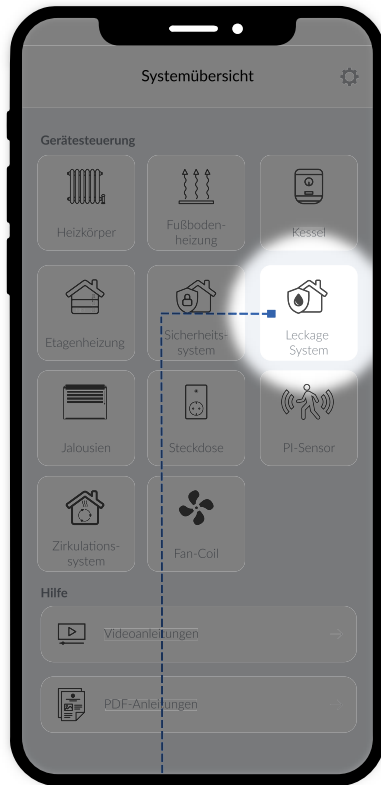 Systemübersicht
Gerätesteuerung
Heizkörper
Fußboden-
heizung
Kessel
Etagenheizung
Sicherheits-
system
Leckage
System
Jalousien
Steckdose
PI-Sensor
Zirkulations-
system
Fan-Coil
Hilfe
Videoanleitungen
PDF-Anleitungen